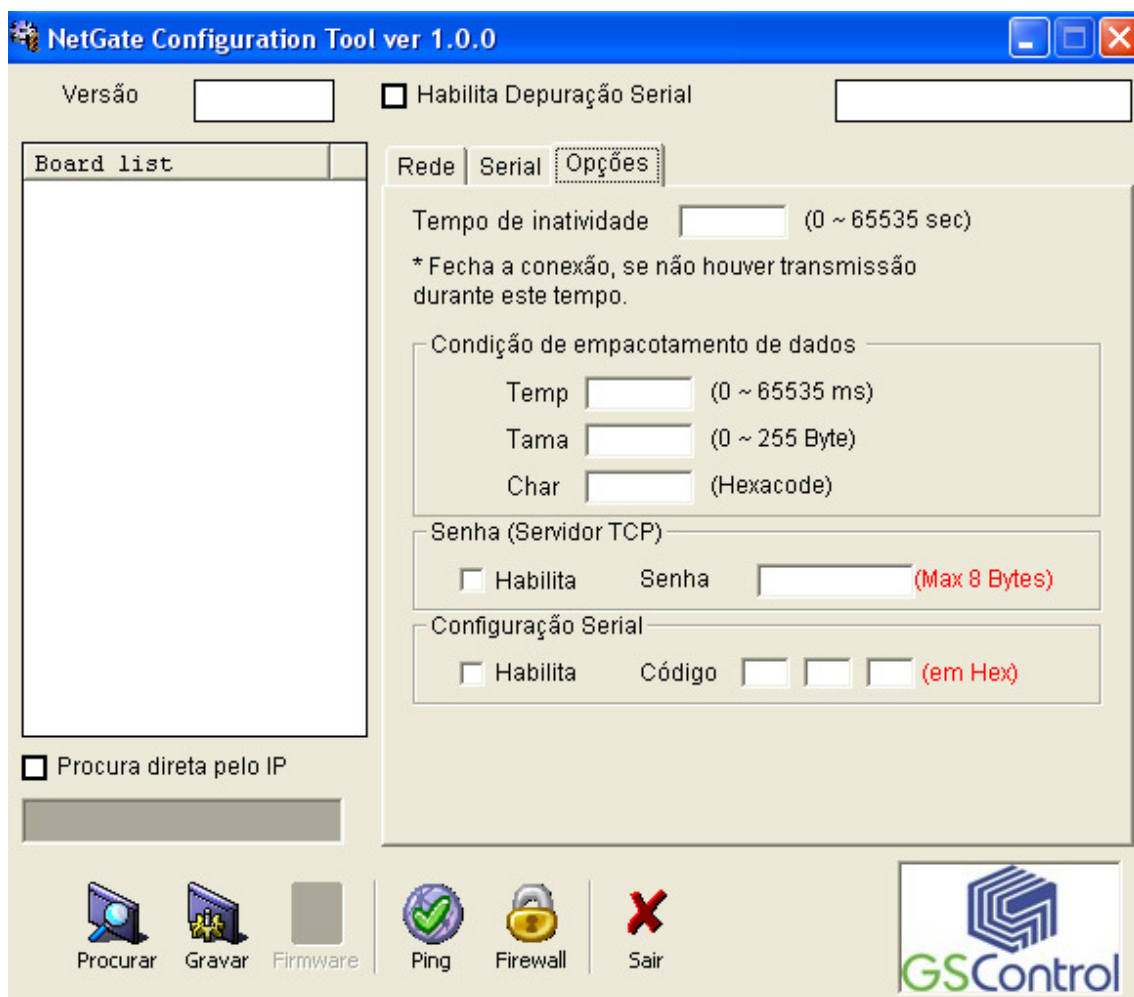 NetGate Configuration Tool ver 1.0.0
Versão
Habilita Depuração Serial
Board list
Rede Serial Opções
Tempo de inatividade (0 ~ 65535 sec)
* Fecha a conexão, se não houver transmissão
durante este tempo.
Condição de empacotamento de dados
Temp (0 ~ 65535 ms)
Tama (0 ~ 255 Byte)
Char (Hexacode)
Senha (Servidor TCP)
Habilita Senha (Max 8 Bytes)
Configuração Serial
Habilita Código (em Hex)
Procura direta pelo IP
Procurar Gravar Firmware Ping Firewall Sair
GSControl